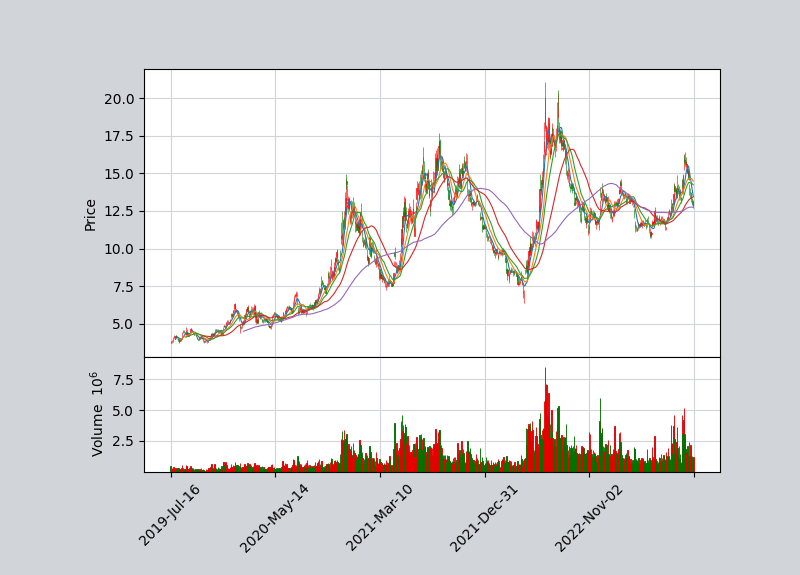 20.0
17.5
15.0
12.5
10.0
7.5
5.0
Price
7.5
5.0
2.5
Volume 10^6
2019-Jul-16
2020-May-14
2021-Mar-10
2021-Dec-31
2022-Nov-02